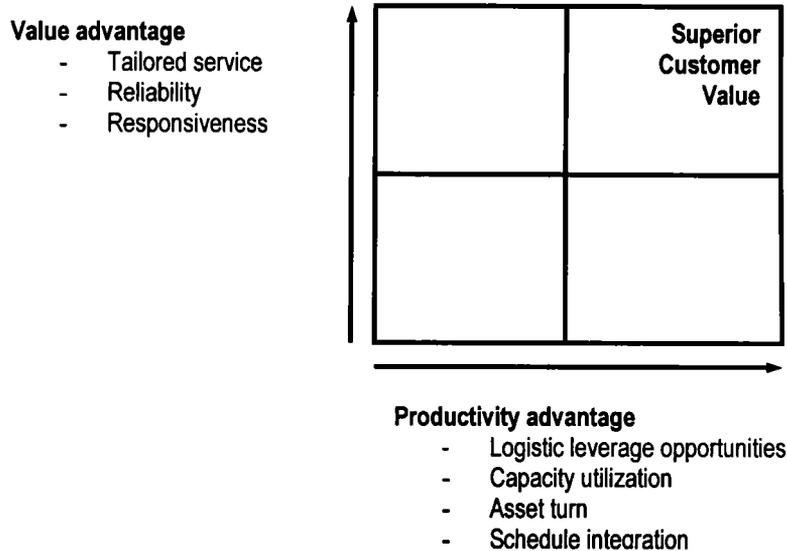 Value advantage
- Tailored service
- Reliability
- Responsiveness
Superior
Customer
Value
Productivity advantage
- Logistic leverage opportunities
- Capacity utilization
- Asset turn
- Schedule integration